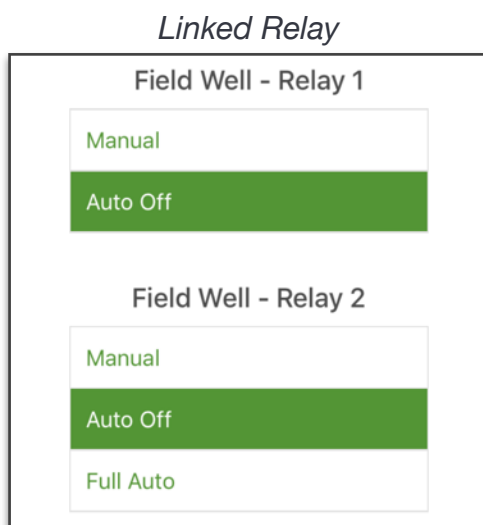 Linked Relay
Field Well - Relay 1
Manual
Auto Off
Field Well - Relay 2
Manual
Auto Off
Full Auto